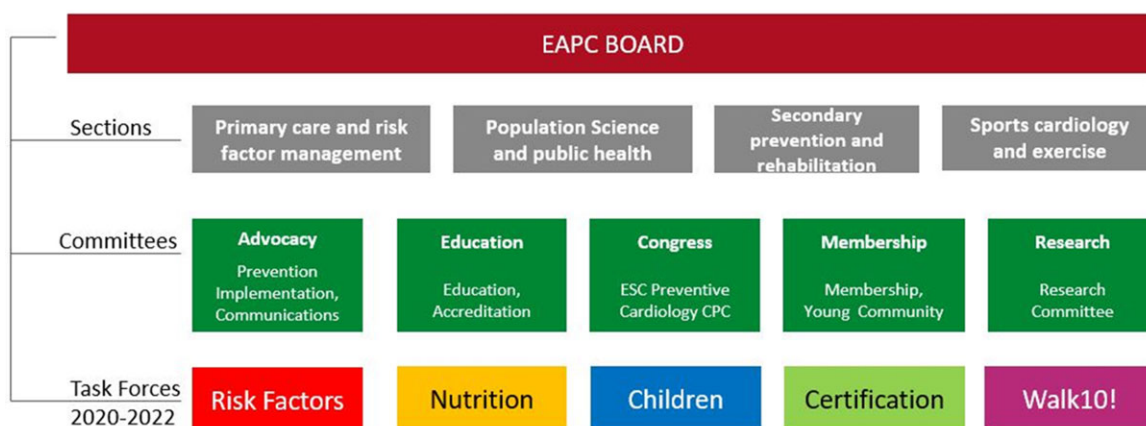 EAPC BOARD
Sections
Primary care and risk
factor management
Population Science
and public health
Secondary
prevention and
rehabilitation
Sports cardiology
and exercise
Committees
Advocacy
Prevention
Implementation,
Communications
Education
Education,
Accreditation
Congress
ESC Preventive
Cardiology CPC
Membership
Membership,
Young Community
Research
Research
Committee
Task Forces
2020-2022
Risk Factors
Nutrition
Children
Certification
Walk10!